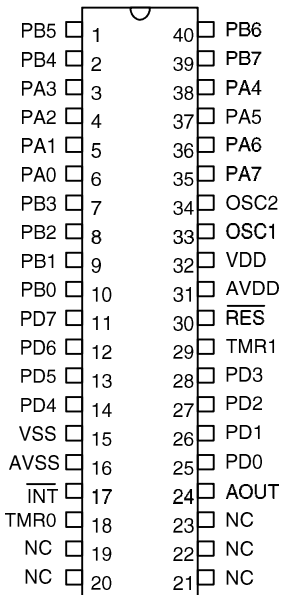 PB5 1 40 PB6
PB4 2 39 PB7
PA3 3 38 PA4
PA2 4 37 PA5
PA1 5 36 PA6
PA0 6 35 PA7
PB3 7 34 OSC2
PB2 8 33 OSC1
PB1 9 32 VDD
PB0 10 31 AVDD
PD7 11 30 RES
PD6 12 29 TMR1
PD5 13 28 PD3
PD4 14 27 PD2
VSS 15 26 PD1
AVSS 16 25 PD0
INT 17 24 AOUT
TMR0 18 23 NC
NC 19 22 NC
NC 20 21 NC